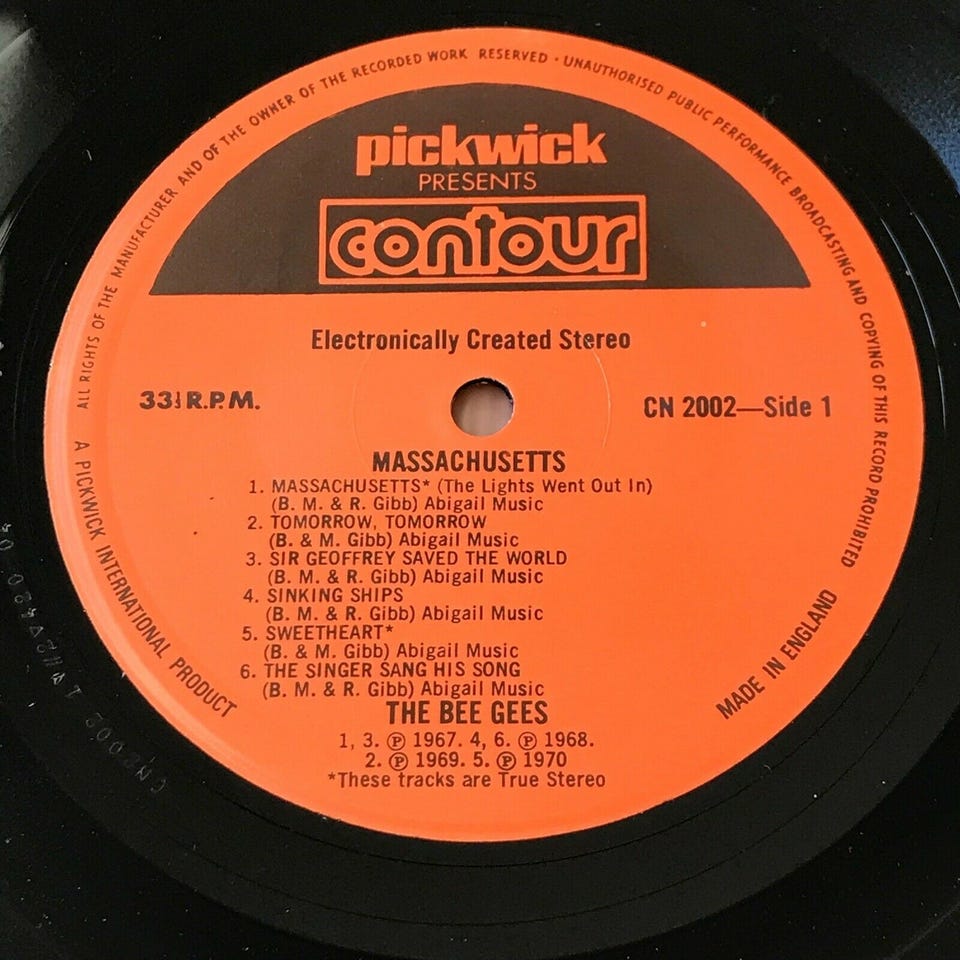 ALL RIGHTS OF THE MANUFACTURER AND OF THE OWNER OF THE RECORDED WORK RESERVED · UNAUTHORISED PUBLIC PERFORMANCE BROADCASTING AND COPYING OF THIS RECORD PROHIBITED
pickwick
PRESENTS
contour
Electronically Created Stereo
33⅓ R.P.M.
CN 2002—Side 1
MASSACHUSETTS
1. MASSACHUSETTS* (The Lights Went Out In)
(B. M. & R. Gibb) Abigail Music
2. TOMORROW, TOMORROW
(B. & M. Gibb) Abigail Music
3. SIR GEOFFREY SAVED THE WORLD
(B. M. & R. Gibb) Abigail Music
4. SINKING SHIPS
(B. M. & R. Gibb) Abigail Music
5. SWEETHEART*
(B. & M. Gibb) Abigail Music
6. THE SINGER SANG HIS SONG
(B. M. & R. Gibb) Abigail Music
THE BEE GEES
1, 3. ℗ 1967. 4, 6. ℗ 1968.
2. ℗ 1969. 5. ℗ 1970
*These tracks are True Stereo
A PICKWICK INTERNATIONAL PRODUCT
MADE IN ENGLAND